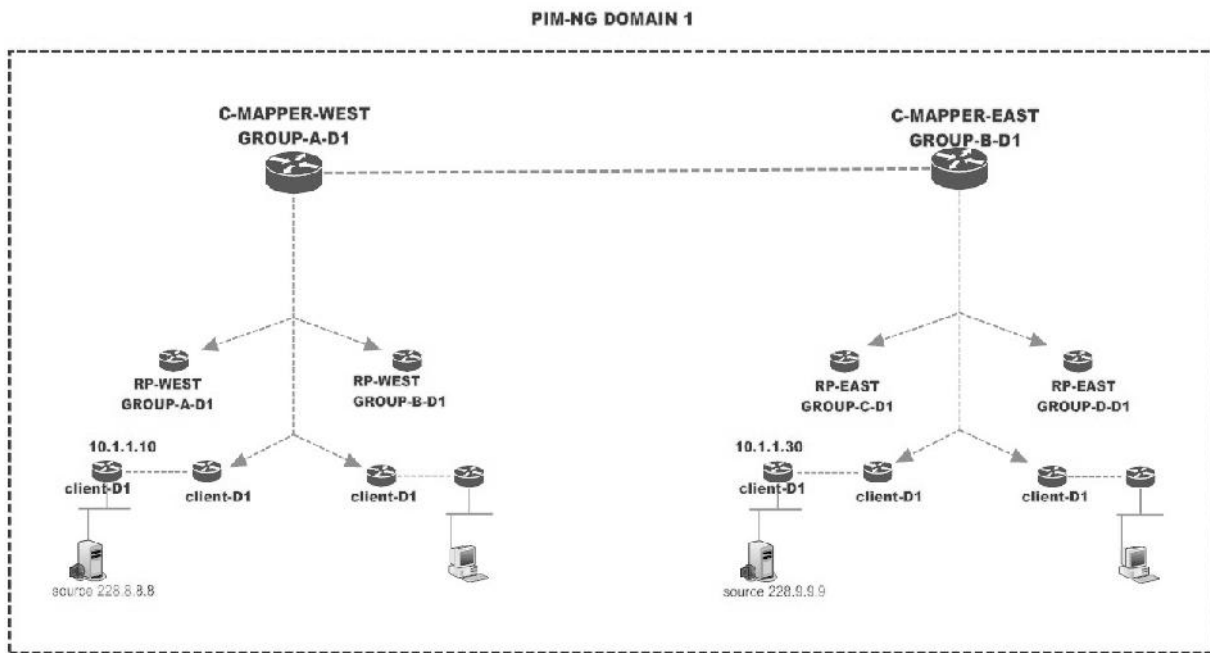 PIM-NG DOMAIN 1
C-MAPPER-WEST
GROUP-A-D1
C-MAPPER-EAST
GROUP-B-D1
RP-WEST
GROUP-A-D1
RP-WEST
GROUP-B-D1
RP-EAST
GROUP-C-D1
RP-EAST
GROUP-D-D1
10.1.1.10
client-D1
client-D1
client-D1
10.1.1.30
client-D1
client-D1
client-D1
source 228.8.8.8
source 228.9.9.9